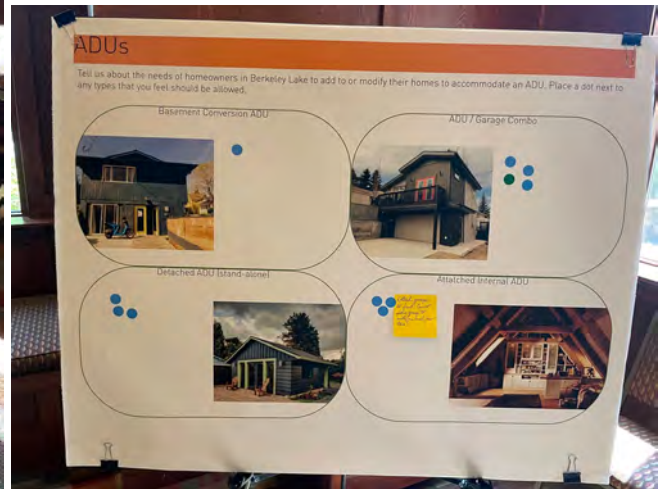 ADUs
Tell us about the needs of homeowners in Berkeley Lake to add to or modify their homes to accommodate an ADU. Place a dot next to
any types that you feel should be allowed.
Basement Conversion ADU
ADU / Garage Combo
Detached ADU (stand-alone)
Attatched Internal ADU